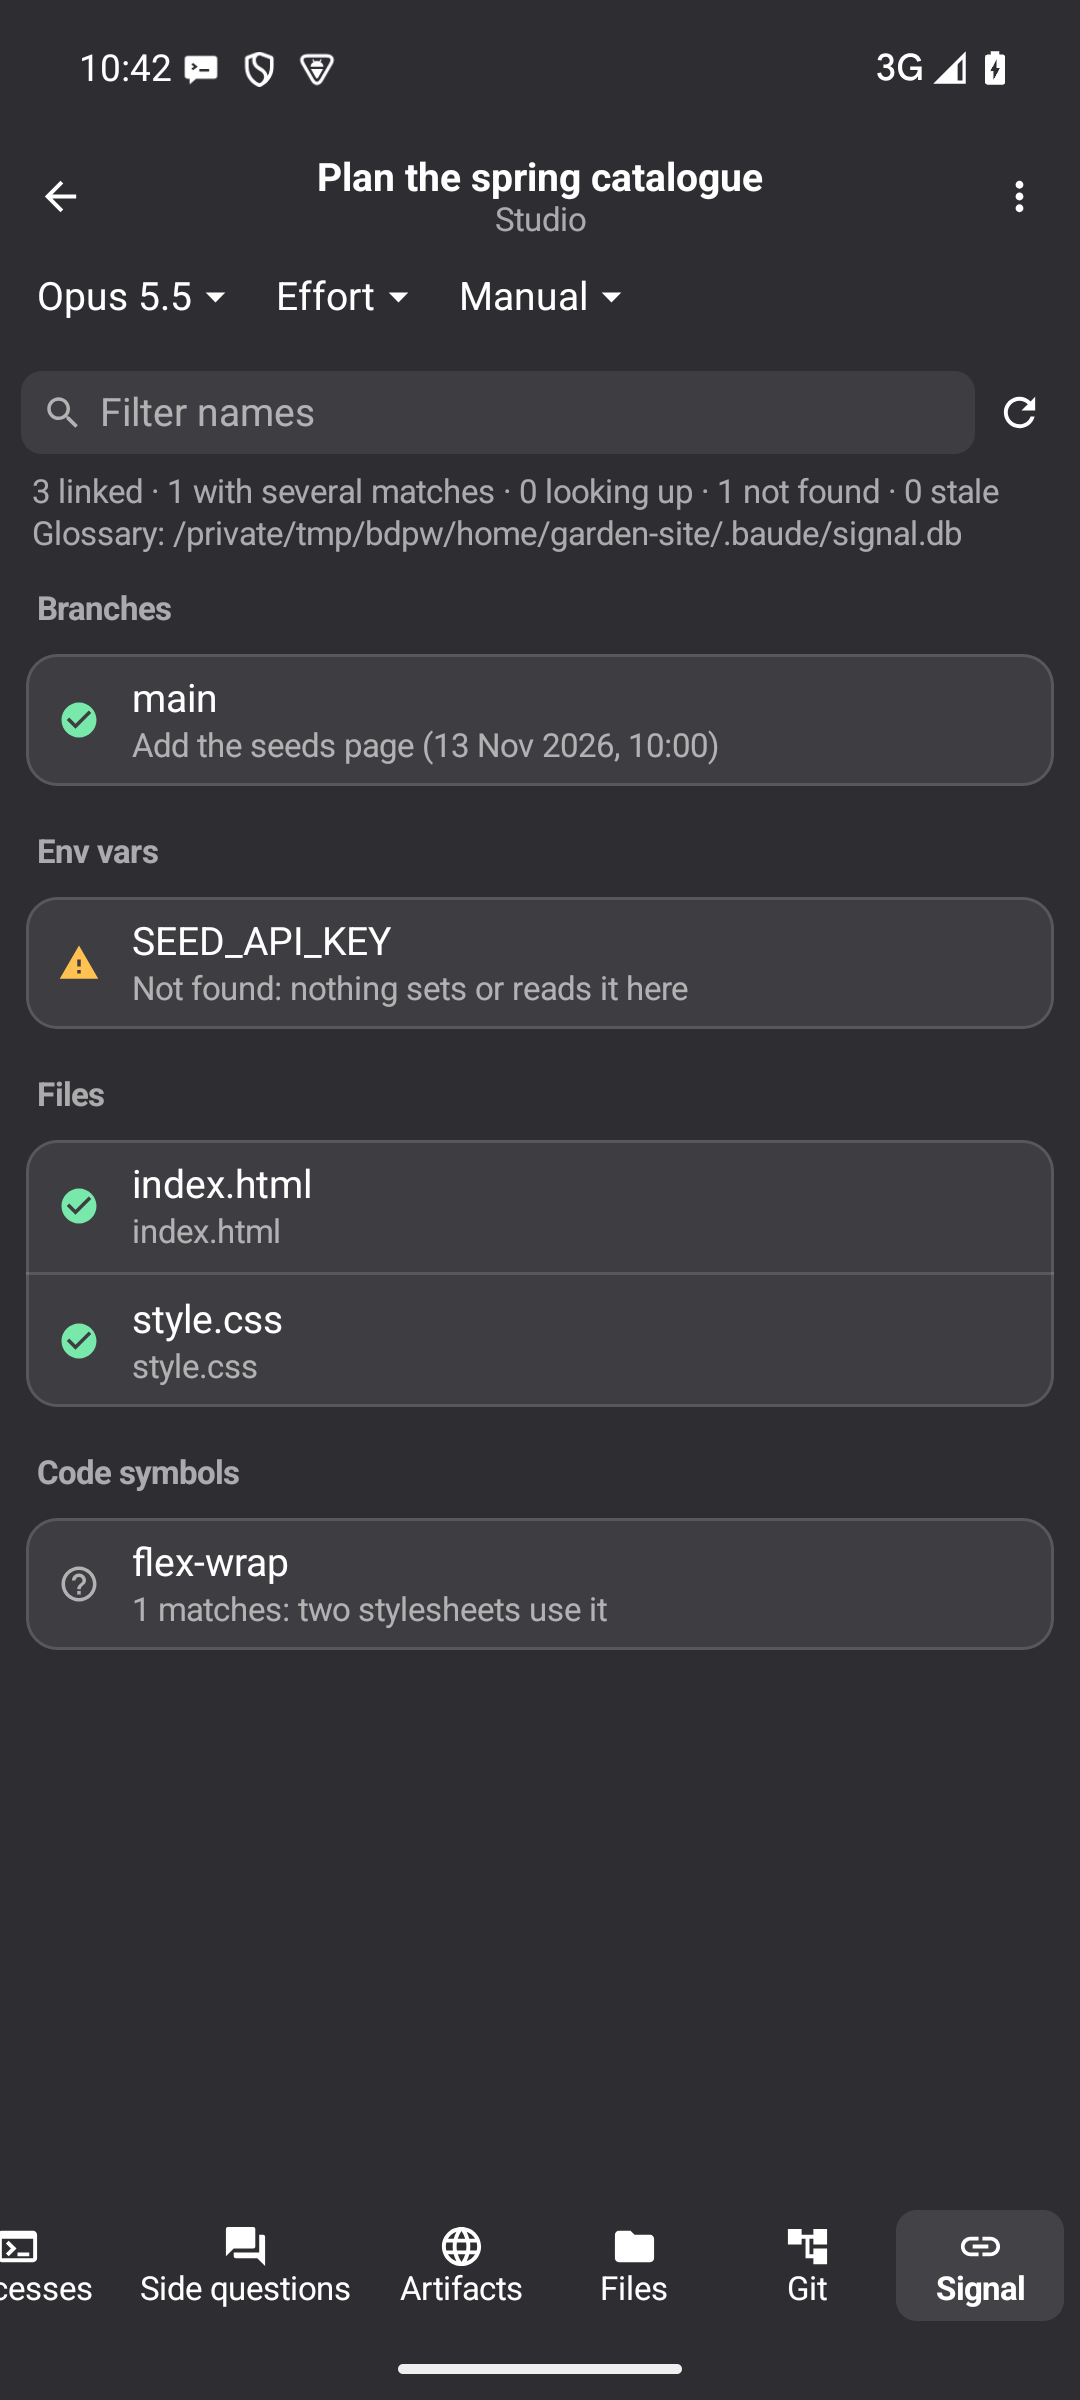 10:42
3G
Plan the spring catalogue
Studio
Opus 5.5
Effort
Manual
Filter names
3 linked · 1 with several matches · 0 looking up · 1 not found · 0 stale
Glossary: /private/tmp/bdpw/home/garden-site/.baude/signal.db
Branches
main
Add the seeds page (13 Nov 2026, 10:00)
Env vars
SEED_API_KEY
Not found: nothing sets or reads it here
Files
index.html
index.html
style.css
style.css
Code symbols
flex-wrap
1 matches: two stylesheets use it
cesses
Side questions
Artifacts
Files
Git
Signal